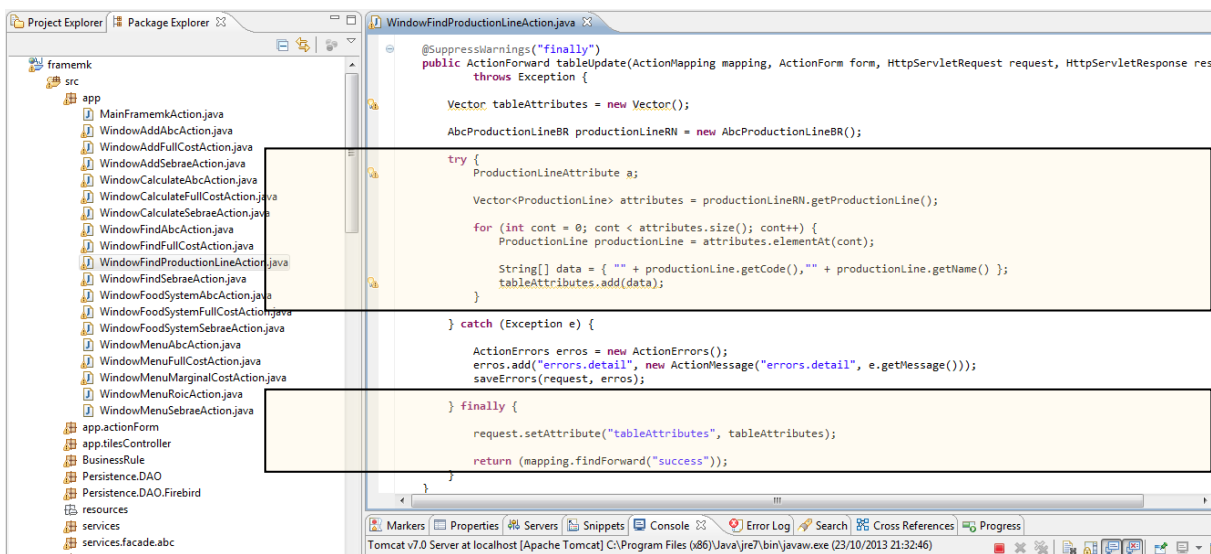 Project Explorer Package Explorer
framemk
src
app
MainFramemkAction.java
WindowAddAbcAction.java
WindowAddFullCostAction.java
WindowAddSebraeAction.java
WindowCalculateAbcAction.java
WindowCalculateFullCostAction.java
WindowCalculateSebraeAction.java
WindowFindAbcAction.java
WindowFindFullCostAction.java
WindowFindProductionLineAction.java
WindowFindSebraeAction.java
WindowFoodSystemAbcAction.java
WindowFoodSystemFullCostAction.java
WindowFoodSystemSebraeAction.java
WindowMenuAbcAction.java
WindowMenuFullCostAction.java
WindowMenuMarginalCostAction.java
WindowMenuRoicAction.java
WindowMenuSebraeAction.java
app.actionForm
app.tilesController
BusinessRule
Persistence.DAO
Persistence.DAO.Firebird
resources
services
services.facade.abc
WindowFindProductionLineAction.java
@SuppressWarnings("finally")
public ActionForward tableUpdate(ActionMapping mapping, ActionForm form, HttpServletRequest request, HttpServletResponse res
throws Exception {
Vector tableAttributes = new Vector();
AbcProductionLineBR productionLineRN = new AbcProductionLineBR();
try {
ProductionLineAttribute a;
Vector<ProductionLine> attributes = productionLineRN.getProductionLine();
for (int cont = 0; cont < attributes.size(); cont++) {
ProductionLine productionLine = attributes.elementAt(cont);
String[] data = { "" + productionLine.getCode(),"" + productionLine.getName() };
tableAttributes.add(data);
}
} catch (Exception e) {
ActionErrors erros = new ActionErrors();
erros.add("errors.detail", new ActionMessage("errors.detail", e.getMessage()));
saveErrors(request, erros);
} finally {
request.setAttribute("tableAttributes", tableAttributes);
return (mapping.findForward("success"));
}
}
Markers Properties Servers Snippets Console Error Log Search Cross References Progress
Tomcat v7.0 Server at localhost [Apache Tomcat] C:\Program Files (x86)\Java\jre7\bin\javaw.exe (23/10/2013 21:32:46)